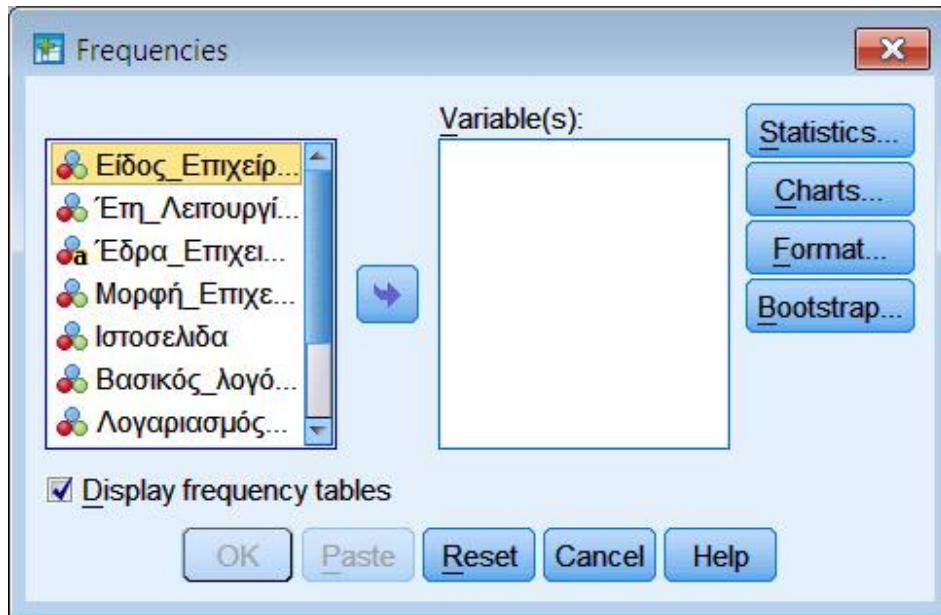 Frequencies
Variable(s):
Είδος_Επιχείρ...
Έτη_Λειτουργί...
a Έδρα_Επιχει...
Μορφή_Επιχε...
Ιστοσελιδα
Βασικός_λογό...
Λογαριασμός...
Statistics...
Charts...
Format...
Bootstrap...
Display frequency tables
OK Paste Reset Cancel Help